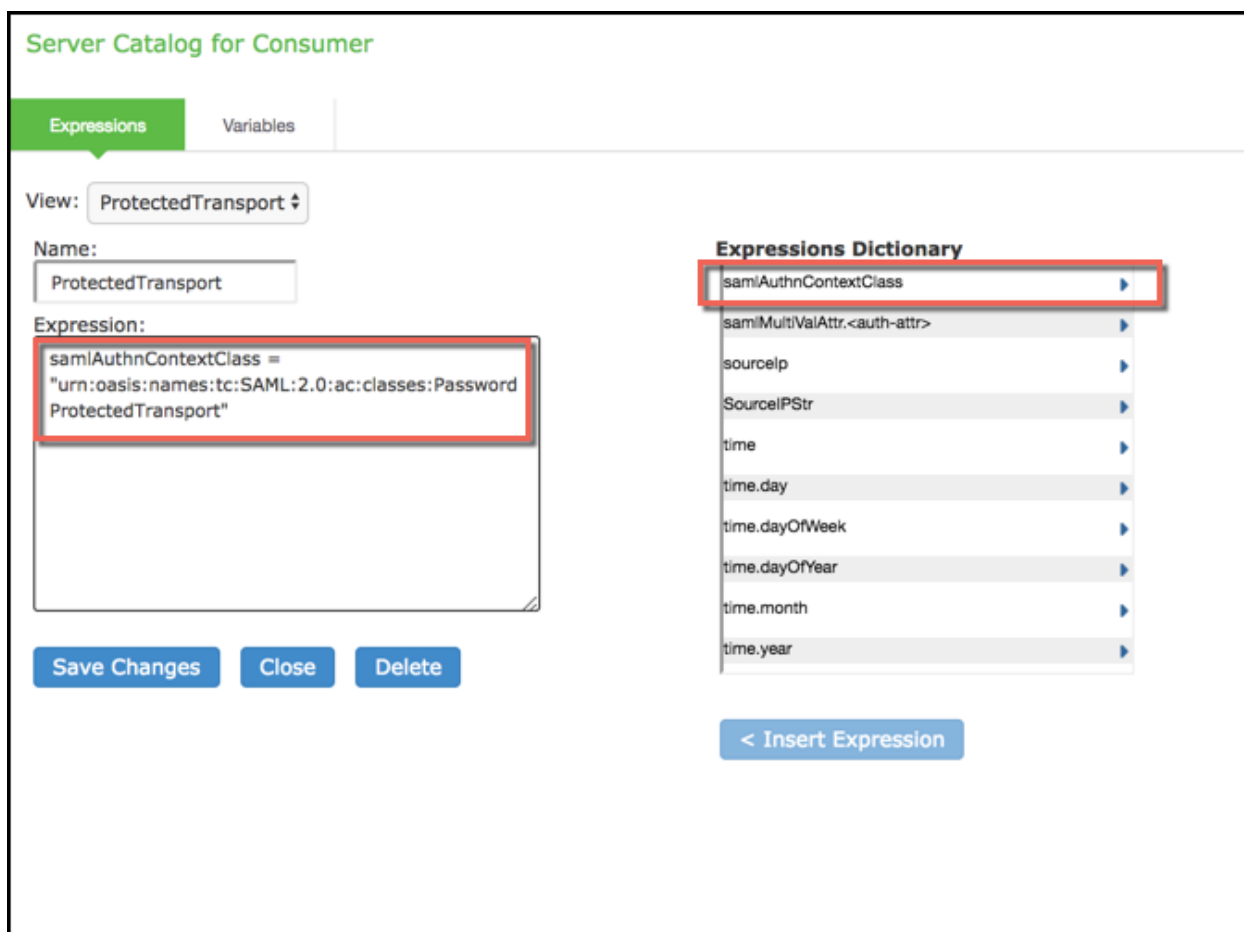 Server Catalog for Consumer
Expressions
Variables
View:
ProtectedTransport
Name:
ProtectedTransport
Expression:
samlAuthnContextClass =
"urn:oasis:names:tc:SAML:2.0:ac:classes:Password
ProtectedTransport"
Save Changes
Close
Delete
Expressions Dictionary
samlAuthnContextClass
samlMultiValAttr.<auth-attr>
sourceIp
SourceIPStr
time
time.day
time.dayOfWeek
time.dayOfYear
time.month
time.year
< Insert Expression